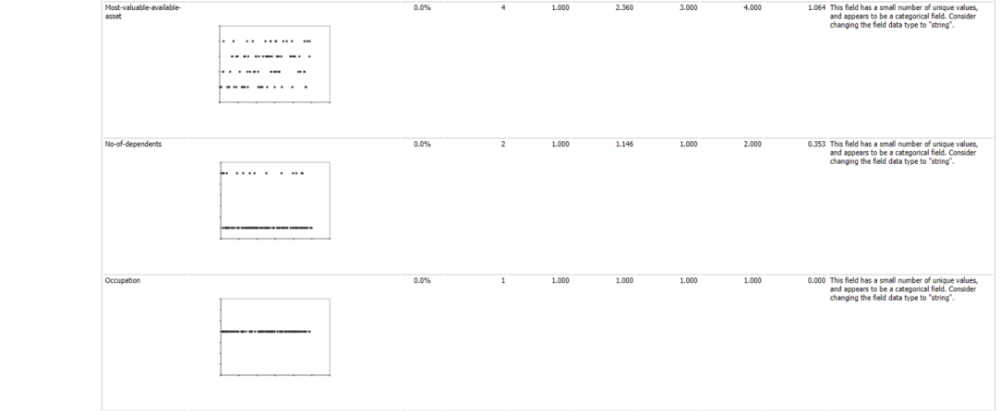 Most-valuable-available-
asset
0.0% 4 1.000 2.360 3.000 4.000 1.064 This field has a small number of unique values,
and appears to be a categorical field. Consider
changing the field data type to "string".
No-of-dependents 0.0% 2 1.000 1.146 1.000 2.000 0.353 This field has a small number of unique values,
and appears to be a categorical field. Consider
changing the field data type to "string".
Occupation 0.0% 1 1.000 1.000 1.000 1.000 0.000 This field has a small number of unique values,
and appears to be a categorical field. Consider
changing the field data type to "string".